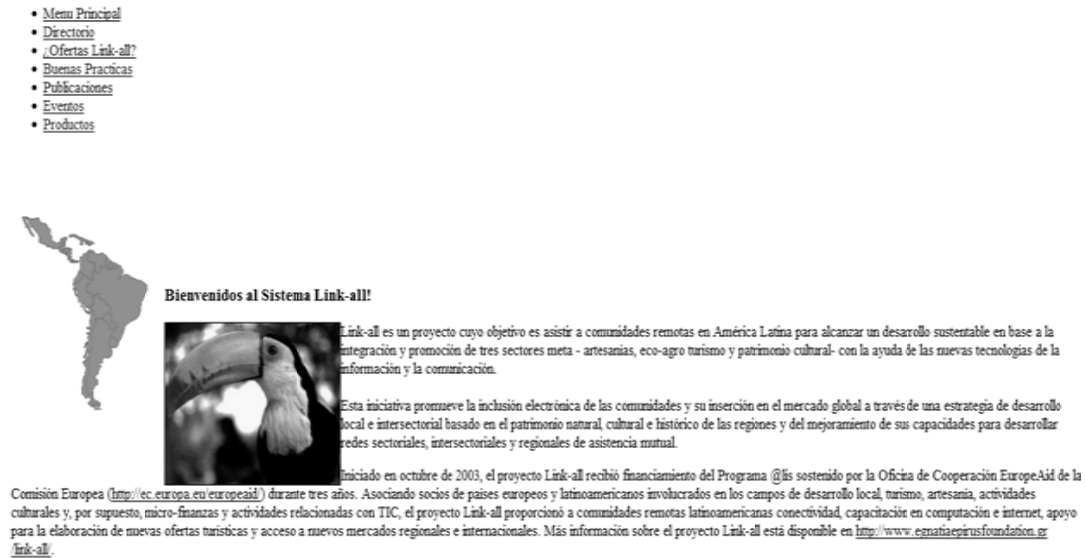 Menu Principal
Directorio
¿Ofertas Link-all?
Buenas Practicas
Publicaciones
Eventos
Productos
Bienvenidos al Sistema Link-all!
Link-all es un proyecto cuyo objetivo es asistir a comunidades remotas en América Latina para alcanzar un desarollo sustentable en base a la
integración y promoción de tres sectores meta - artesanias, eco-agro turismo y patrimonio cultural- con la ayuda de las nuevas tecnologias de la
información y la comunicación.
Esta iniciativa promueve la inclusión electrónica de las comunidades y su inserción en el mercado global a través de una estrategia de desarrollo
local e intersectorial basado en el patrimonio natural, cultural e histórico de las regiones y del mejoramiento de sus capacidades para desarrollar
redes sectoriales, intersectoriales y regionales de asistencia mutual.
Iniciado en octubre de 2003, el proyecto Link-all recibió financiamiento del Programa @lis sostenido por la Oficina de Cooperación EuropeAid de la
Comisión Europea (http://ec.europa.eu/europeaid/) durante tres años. Asociando socios de paises europeos y latinoamericanos involucrados en los campos de desarollo local, turismo, artesania, actividades
culturales y, por supuesto, micro-finanzas y actividades relacionadas con TIC, el proyecto Link-all proporcionó a comunidades remotas latinoamericanas conectividad, capacitación en computación e internet, apoyo
para la elaboración de nuevas ofertas turisticas y acceso a nuevos mercados regionales e internacionales. Más información sobre el proyecto Link-all está disponible en http://www.egnatiaepirusfoundation.gr
/link-all/.